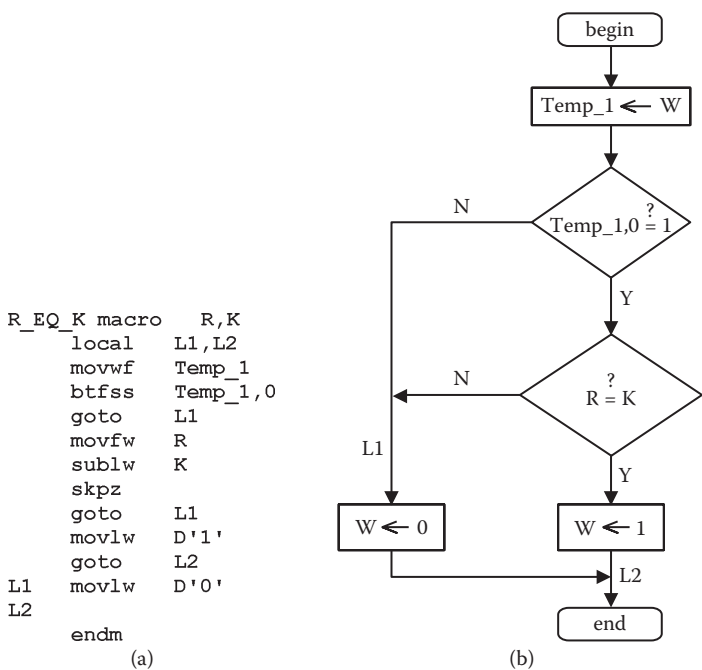 R_EQ_K macro R,K
local L1,L2
movwf Temp_1
btfss Temp_1,0
goto L1
movfw R
sublw K
skpz
goto L1
movlw D'1'
goto L2
L1 movlw D'0'
L2
endm
(a)
begin
Temp_1 ← W
?
Temp_1,0 = 1
N
Y
?
R = K
N
Y
L1
W ← 0
W ← 1
L2
end
(b)